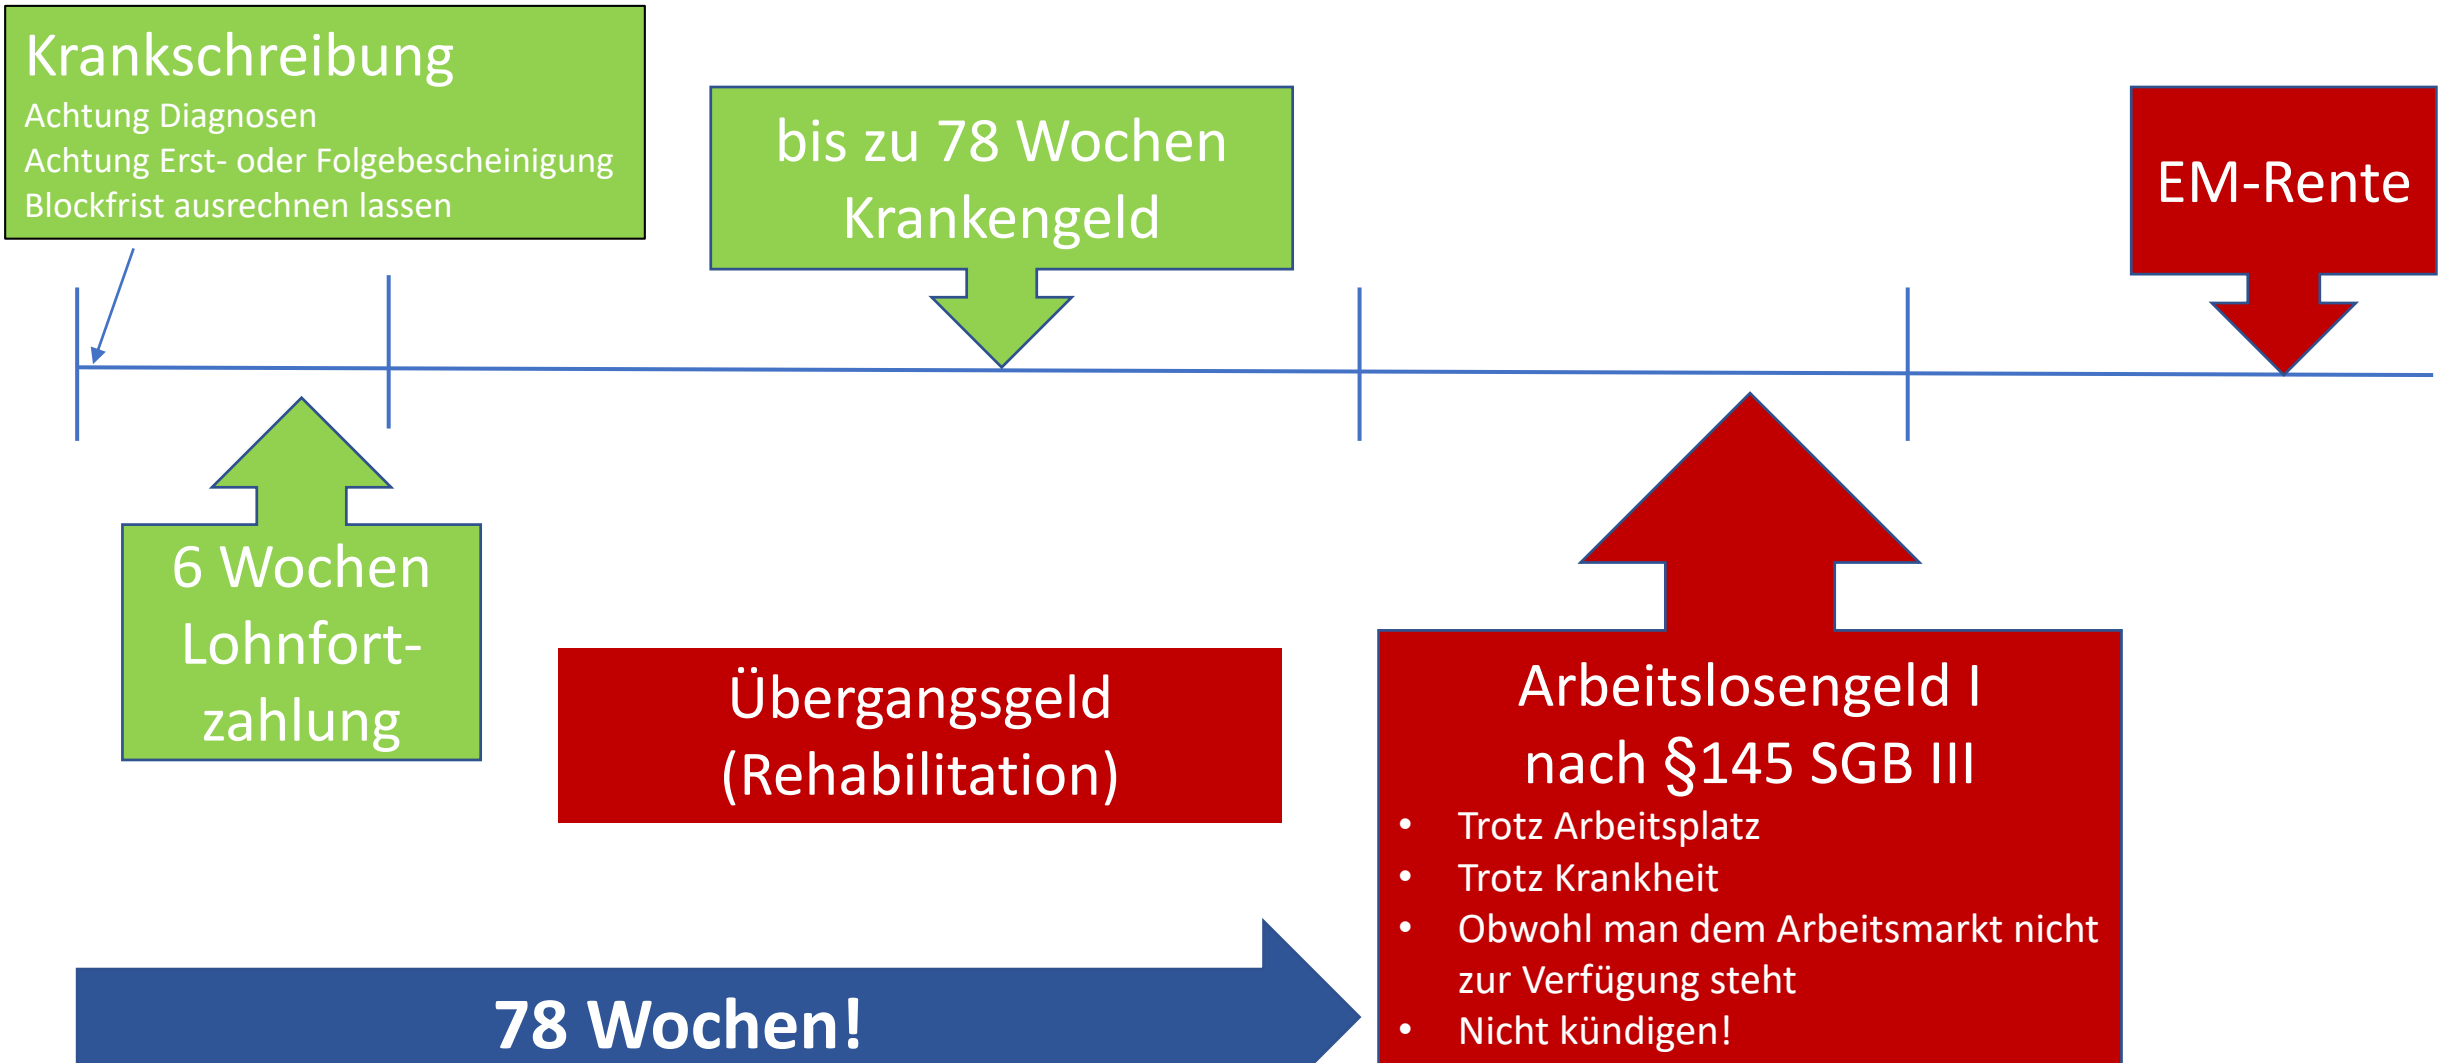 Krankschreibung
Achtung Diagnosen
Achtung Erst- oder Folgebescheinigung
Blockfrist ausrechnen lassen
bis zu 78 Wochen
Krankengeld
EM-Rente
6 Wochen
Lohnfort-
zahlung
Übergangsgeld
(Rehabilitation)
Arbeitslosengeld I
nach §145 SGB III
• Trotz Arbeitsplatz
• Trotz Krankheit
• Obwohl man dem Arbeitsmarkt nicht
zur Verfügung steht
• Nicht kündigen!
78 Wochen!